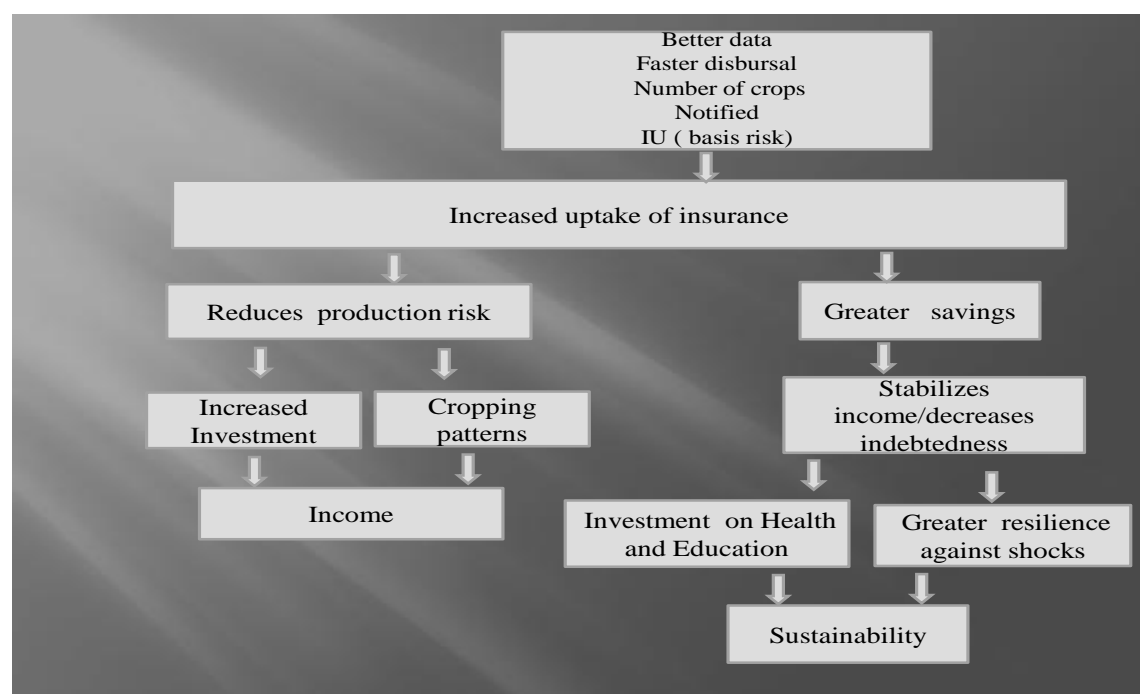 Better data
Faster disbursal
Number of crops
Notified
IU ( basis risk)
Increased uptake of insurance
Reduces production risk
Greater savings
Increased
Investment
Cropping
patterns
Stabilizes
income/decreases
indebtedness
Income
Investment on Health
and Education
Greater resilience
against shocks
Sustainability